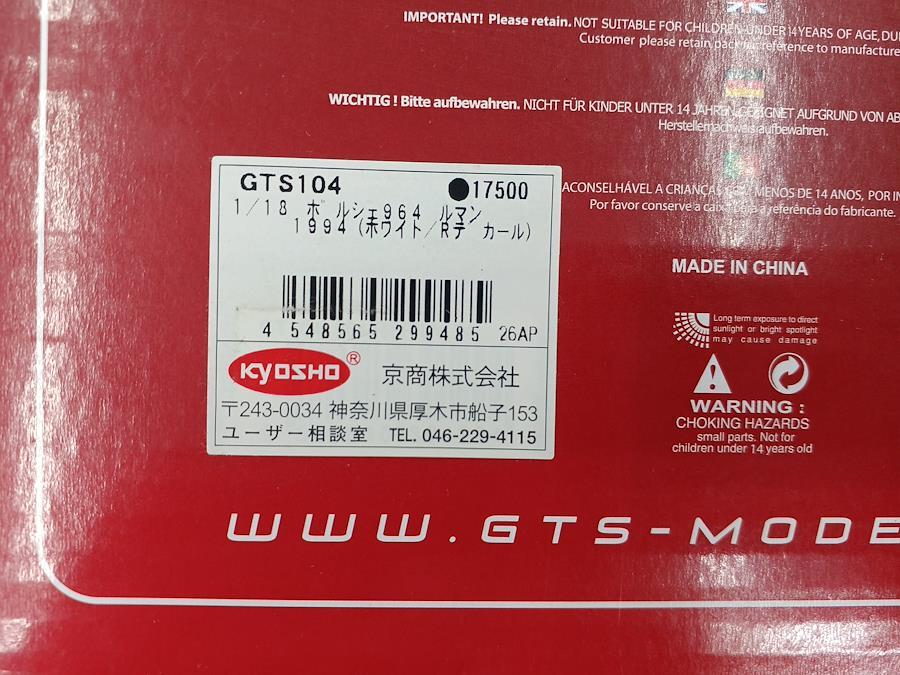 IMPORTANT! Please retain. NOT SUITABLE FOR CHILDREN UNDER 14 YEARS OF AGE, DU
Customer please retain pack for reference to manufacture
WICHTIG ! Bitte aufbewahren. NICHT FÜR KINDER UNTER 14 JAHREN GEEIGNET AUFGRUND VON AB
Herstellernachweis aufbewahren.
ACONSELHÁVEL A CRIANÇAS COM MENOS DE 14 ANOS, POR IN
Por favor conserve a caixa para referência do fabricante.
GTS104 ●17500
1/18 ポルシェ964 ルマン
1994(ホワイト/Rデカール)
4 548565 299485 26AP
KYOSHO® 京商株式会社
〒243-0034 神奈川県厚木市船子153
ユーザー相談室 TEL. 046-229-4115
MADE IN CHINA
Long term exposure to direct
sunlight or bright spotlight
may cause damage
WARNING :
CHOKING HAZARDS
small parts. Not for
children under 14 years old
WWW.GTS-MODE